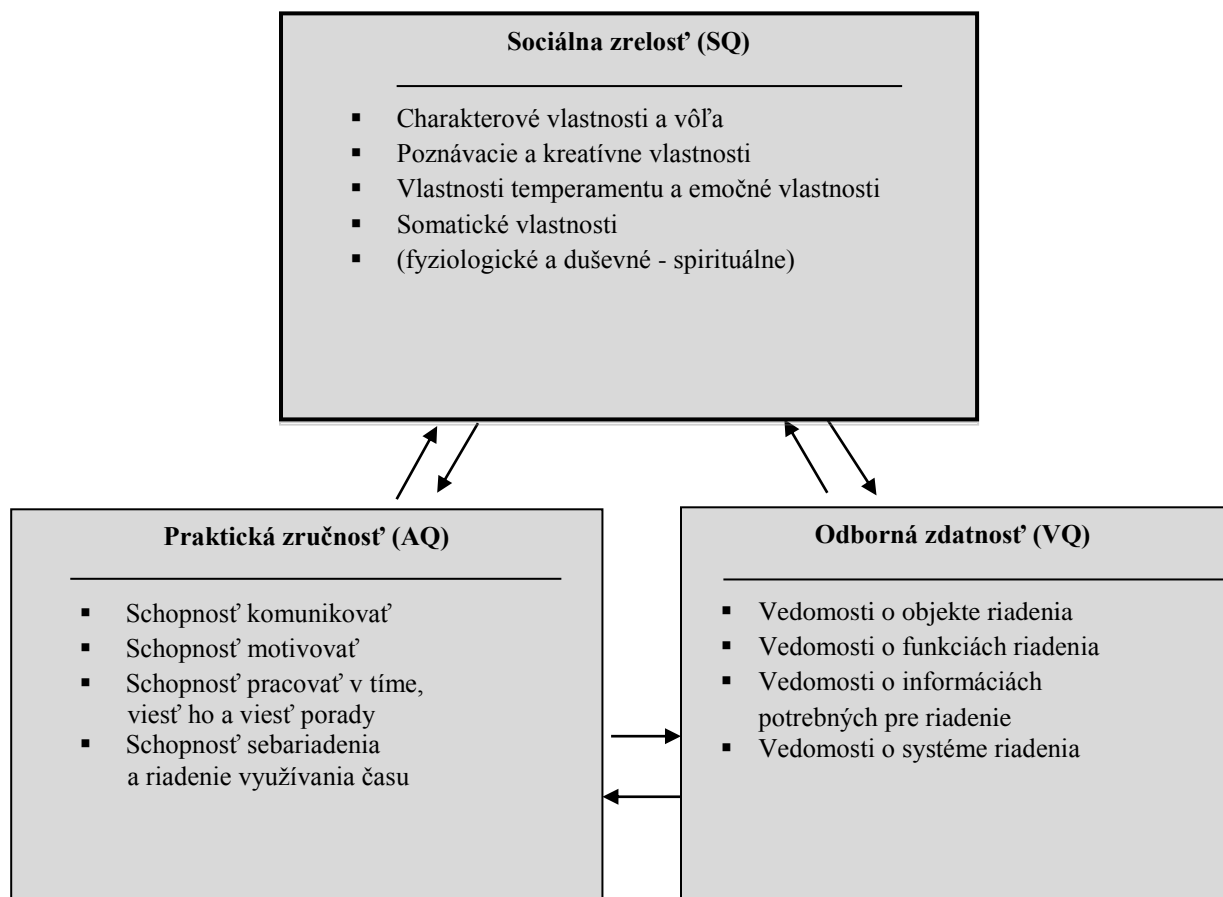 Sociálna zrelosť (SQ)
▪ Charakterové vlastnosti a vôľa
▪ Poznávacie a kreatívne vlastnosti
▪ Vlastnosti temperamentu a emočné vlastnosti
▪ Somatické vlastnosti
▪ (fyziologické a duševné - spirituálne)
Praktická zručnosť (AQ)
▪ Schopnosť komunikovať
▪ Schopnosť motivovať
▪ Schopnosť pracovať v tíme,
viesť ho a viesť porady
▪ Schopnosť sebariadenia
a riadenie využívania času
Odborná zdatnosť (VQ)
▪ Vedomosti o objekte riadenia
▪ Vedomosti o funkciách riadenia
▪ Vedomosti o informáciách
potrebných pre riadenie
▪ Vedomosti o systéme riadenia